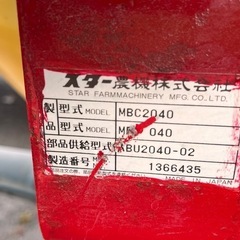 スター農機株式会社
STAR FARMMACHINERY MFG.CO.,LTD.
製 型式 MODEL MBC2040
品 型式 MODEL 040
部品供給型式 MBU2040-02
製造番号 1366435
MADE IN JAPAN